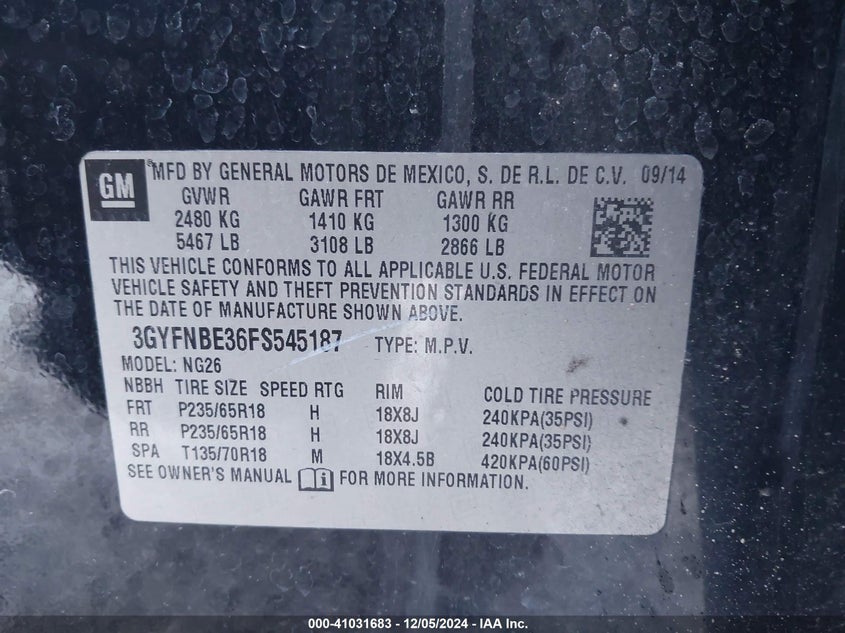 GM
® MFD BY GENERAL MOTORS DE MEXICO, S. DE R.L. DE C.V. 09/14
GVWR GAWR FRT GAWR RR
2480 KG 1410 KG 1300 KG
5467 LB 3108 LB 2866 LB
THIS VEHICLE CONFORMS TO ALL APPLICABLE U.S. FEDERAL MOTOR
VEHICLE SAFETY AND THEFT PREVENTION STANDARDS IN EFFECT ON
THE DATE OF MANUFACTURE SHOWN ABOVE.
3GYFNBE36FS545187 TYPE: M.P.V.
MODEL: NG26
NBBH TIRE SIZE SPEED RTG RIM COLD TIRE PRESSURE
FRT P235/65R18 H 18X8J 240KPA(35PSI)
RR P235/65R18 H 18X8J 240KPA(35PSI)
SPA T135/70R18 M 18X4.5B 420KPA(60PSI)
SEE OWNER'S MANUAL i FOR MORE INFORMATION.
000-41031683 - 12/05/2024 - IAA Inc.